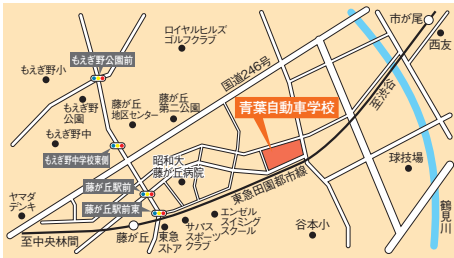 市が尾
西友
ロイヤルヒルズ
ゴルフクラブ
国道246号
至渋谷
もえぎ野公園前
もえぎ野小
もえぎ野
公園
藤が丘
地区センター
藤が丘
第二公園
青葉自動車学校
もえぎ野中
もえぎ野中学校東側
昭和大
藤が丘病院
球技場
藤が丘駅前
東急田園都市線
ヤマダ
デンキ
藤が丘駅前東
エンゼル
スイミング
スクール
鶴見川
サバス
スポーツ
クラブ
谷本小
至中央林間
藤が丘
東急
ストア